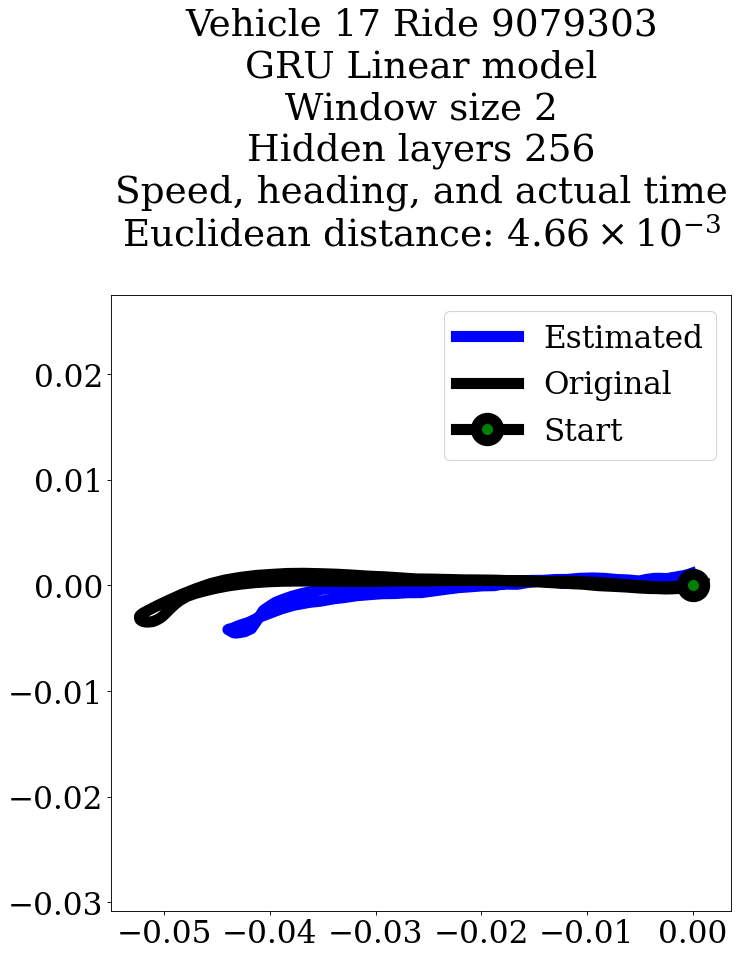 Vehicle 17 Ride 9079303
GRU Linear model
Window size 2
Hidden layers 256
Speed, heading, and actual time
Euclidean distance: 4.66 × 10⁻³
Estimated
Original
Start
0.02
0.01
0.00
−0.01
−0.02
−0.03
−0.05 −0.04 −0.03 −0.02 −0.01 0.00